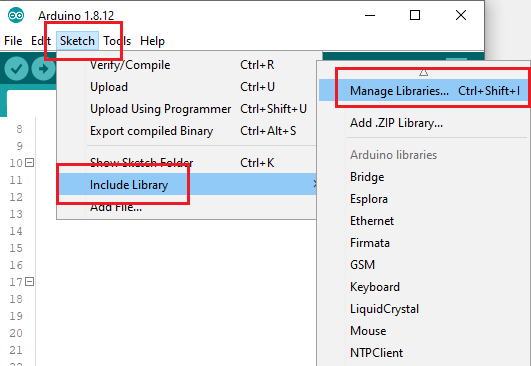 Arduino 1.8.12
File Edit Sketch Tools Help
Verify/Compile Ctrl+R
Upload Ctrl+U
Upload Using Programmer Ctrl+Shift+U
Export compiled Binary Ctrl+Alt+S
Show Sketch Folder Ctrl+K
Include Library
Add File...
Manage Libraries... Ctrl+Shift+I
Add .ZIP Library...
Arduino libraries
Bridge
Esplora
Ethernet
Firmata
GSM
Keyboard
LiquidCrystal
Mouse
NTPClient
8
9
10
11
12
13
14
15
16
17
18
19
20
21
22